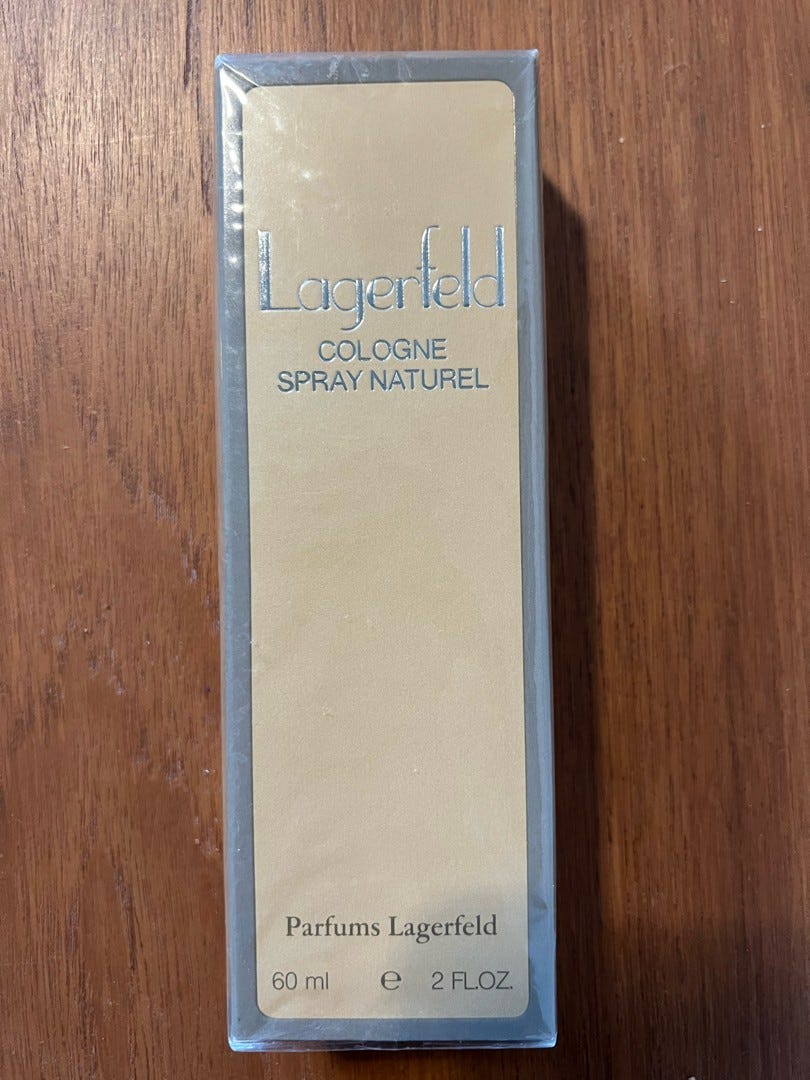 Lagerfeld
COLOGNE
SPRAY NATUREL
Parfums Lagerfeld
60 ml ℮ 2 FL.OZ.